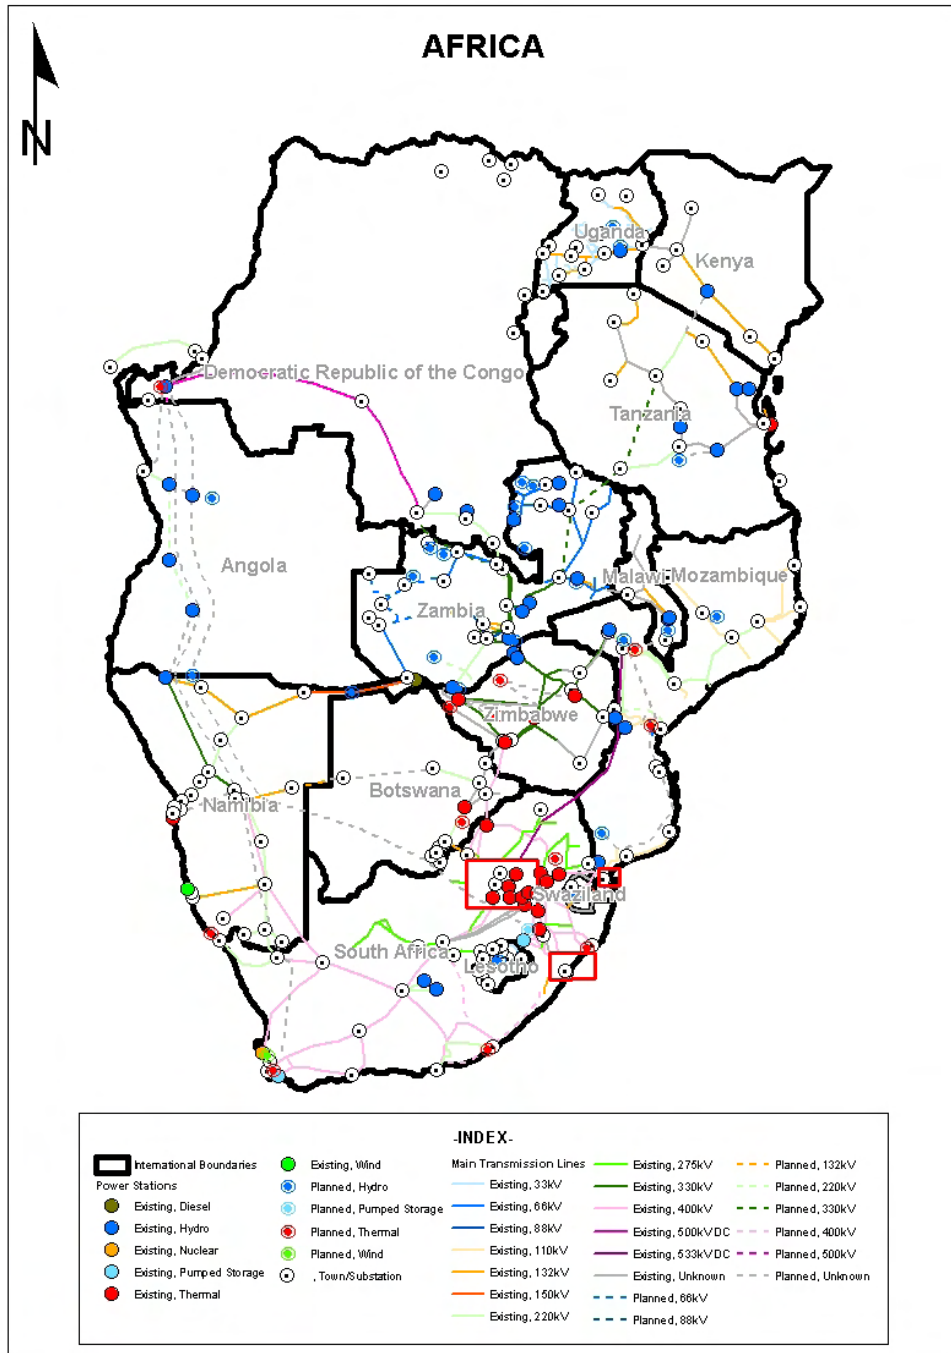 AFRICA
N
Uganda
Kenya
Democratic Republic of the Congo
Tanzania
Angola
Malawi
Mozambique
Zambia
Zimbabwe
Botswana
Namibia
Swaziland
South Africa
Lesotho
-INDEX-
International Boundaries
Power Stations
Existing, Diesel
Existing, Hydro
Existing, Nuclear
Existing, Pumped Storage
Existing, Thermal
Existing, Wind
Planned, Hydro
Planned, Pumped Storage
Planned, Thermal
Planned, Wind
, Town/Substation
Main Transmission Lines
Existing, 33kV
Existing, 66kV
Existing, 88kV
Existing, 110kV
Existing, 132kV
Existing, 150kV
Existing, 220kV
Existing, 275kV
Existing, 330kV
Existing, 400kV
Existing, 500kV DC
Existing, 533kV DC
Existing, Unknown
Planned, 66kV
Planned, 88kV
Planned, 132kV
Planned, 220kV
Planned, 330kV
Planned, 400kV
Planned, 500kV
Planned, Unknown